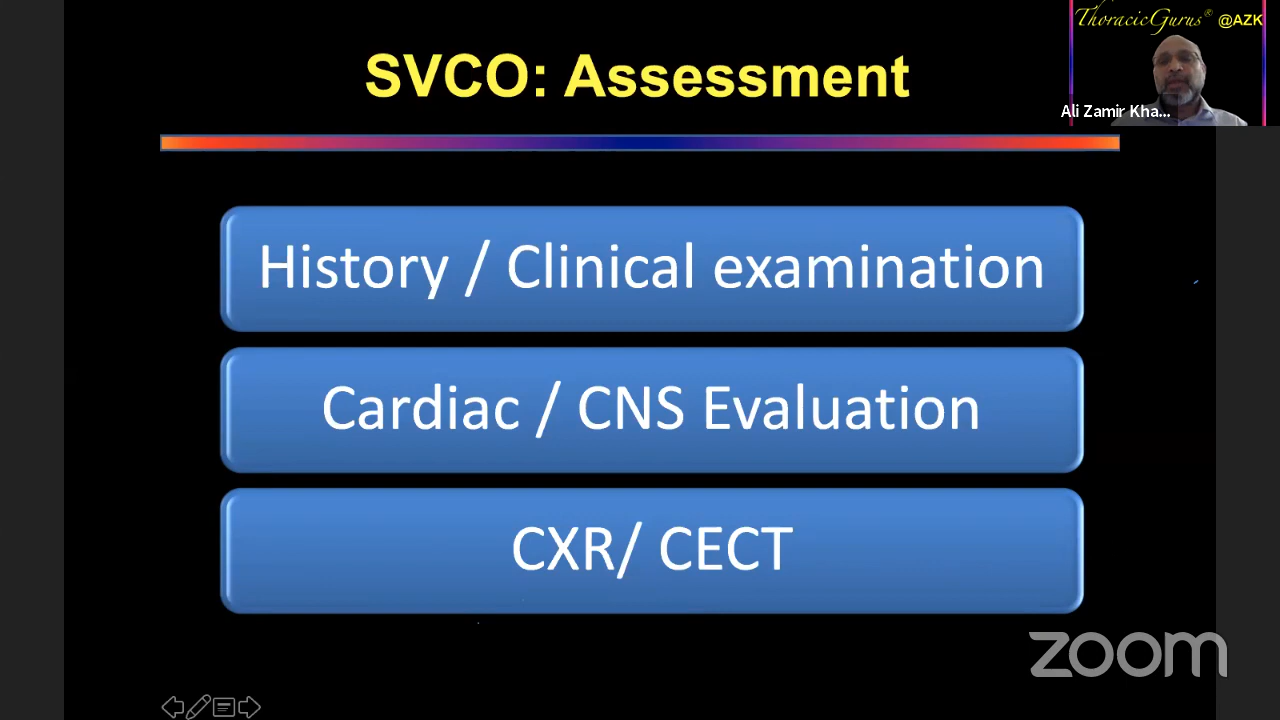 ThoracicGurus® @AZK
SVCO: Assessment
Ali Zamir Kha...
History / Clinical examination
Cardiac / CNS Evaluation
CXR/ CECT
zoom